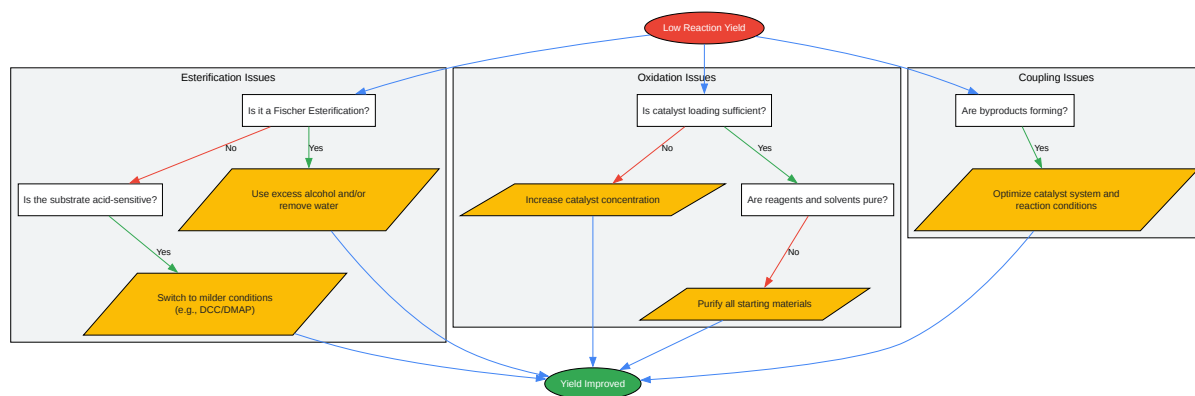 Low Reaction Yield
Esterification Issues
Oxidation Issues
Coupling Issues
Is it a Fischer Esterification?
Is catalyst loading sufficient?
Are byproducts forming?
No
Yes
No
Yes
Yes
Is the substrate acid-sensitive?
Use excess alcohol and/or
remove water
Increase catalyst concentration
Are reagents and solvents pure?
Optimize catalyst system and
reaction conditions
Yes
No
Switch to milder conditions
(e.g., DCC/DMAP)
Purify all starting materials
Yield Improved